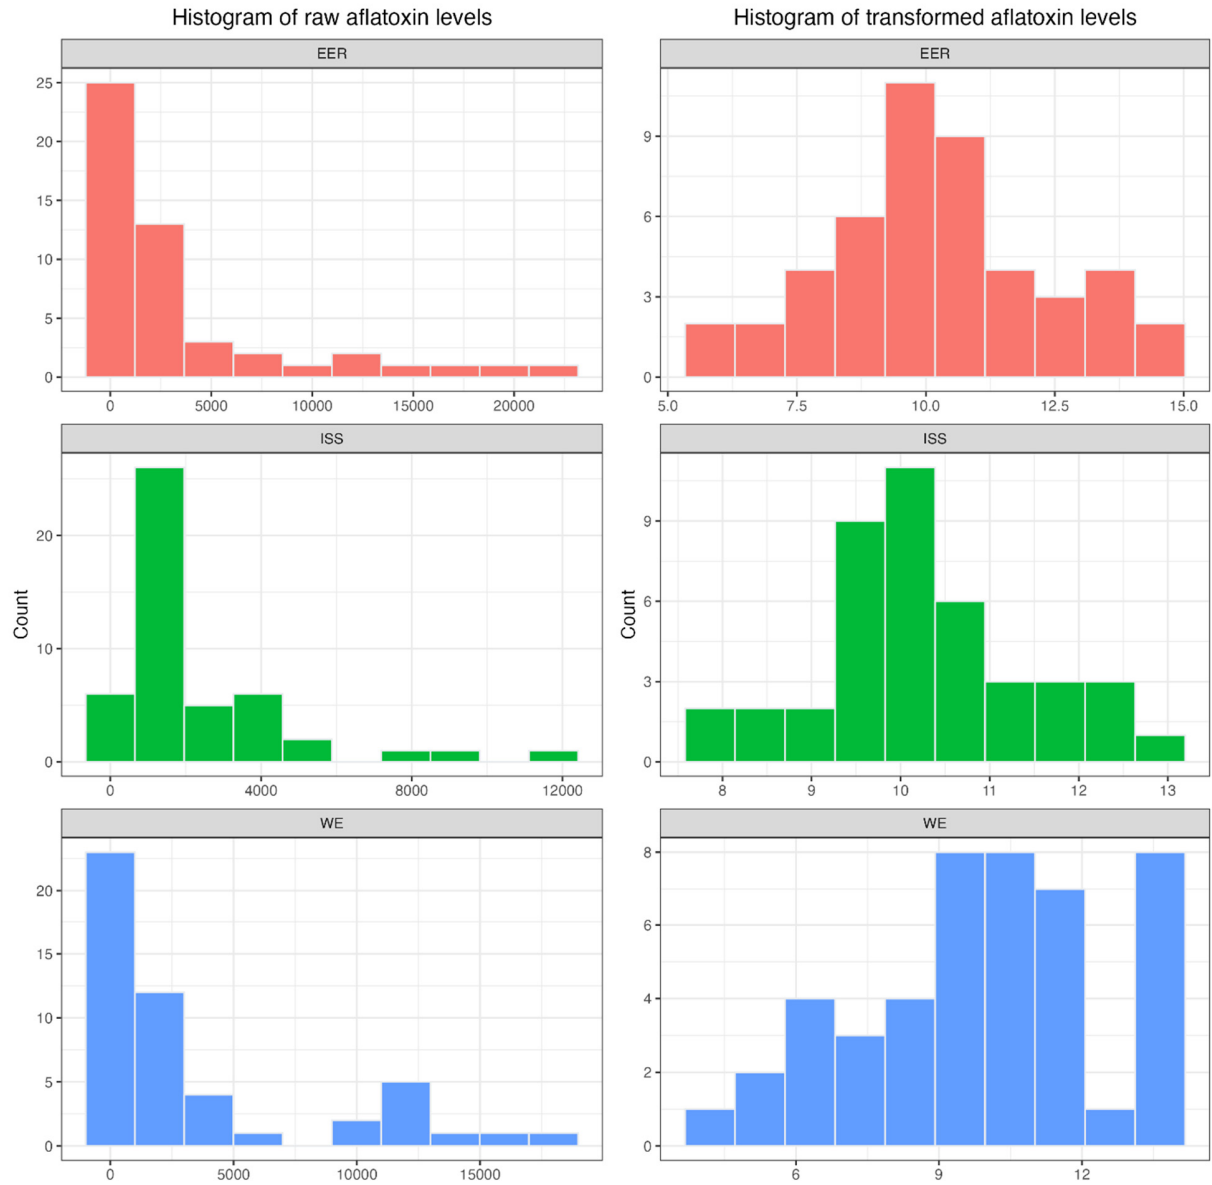 Histogram of raw aflatoxin levels
EER
25
20
15
10
5
0
0 5000 10000 15000 20000
ISS
20
10
0
0 4000 8000 12000
Count
WE
20
15
10
5
0
0 5000 10000 15000
Histogram of transformed aflatoxin levels
EER
9
6
3
0
5.0 7.5 10.0 12.5 15.0
ISS
9
6
3
0
8 9 10 11 12 13
Count
WE
8
6
4
2
0
6 9 12